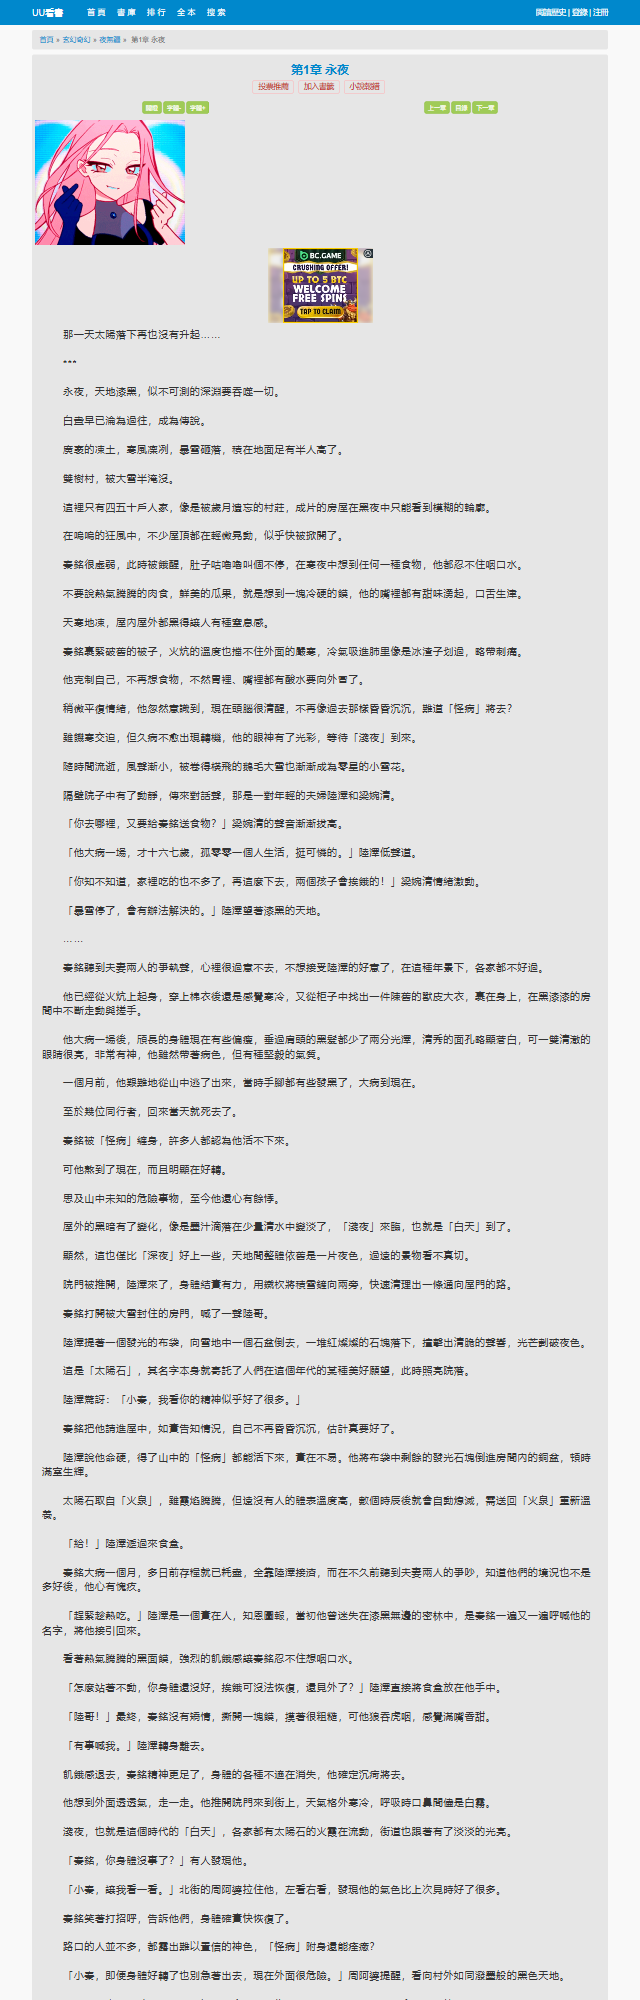 UU看書 首頁 書庫 排行 全本 搜索 閱讀歷史 | 登錄 | 注冊
首頁 » 玄幻奇幻 » 夜無疆 » 第1章 永夜
第1章 永夜
投票推薦 加入書籤 小說報錯
關燈 字國- 字國+ 上一章 目錄 下一章
BC.GAME
CRUSHING OFFER!
UP TO 5 BTC
WELCOME
FREE SPINS
TAP TO CLAIM
那一天太陽落下再也沒有升起……
***
永夜，天地漆黑，似不可測的深淵要吞噬一切。
白晝早已淪為過往，成為傳說。
廣袤的凍土，寒風凜冽，暴雪砸落，積在地面足有半人高了。
雙樹村，被大雪半淹沒。
這裡只有四五十戶人家，像是被歲月遺忘的村莊，成片的房屋在黑夜中只能看到模糊的輪廓。
在嗚嗚的狂風中，不少屋頂都在輕微晃動，似乎快被掀開了。
秦銘很虛弱，此時被餓醒，肚子咕嚕嚕叫個不停，在寒夜中想到任何一種食物，他都忍不住咽口水。
不要說熱氣騰騰的肉食，鮮美的瓜果，就是想到一塊冷硬的饃，他的嘴裡都有甜味湧起，口舌生津。
天寒地凍，屋內屋外都黑得讓人有種窒息感。
秦銘裹緊破舊的被子，火炕的溫度也擋不住外面的嚴寒，冷氣吸進肺里像是冰渣子划過，略帶刺痛。
他克制自己，不再想食物，不然胃裡、嘴裡都有酸水要向外冒了。
稍微平復情緒，他忽然意識到，現在頭腦很清醒，不再像過去那樣昏昏沉沉，難道「怪病」將去？
雖饑寒交迫，但久病不愈出現轉機，他的眼神有了光彩，等待「淺夜」到來。
隨時間流逝，風聲漸小，被卷得橫飛的鵝毛大雪也漸漸成為零星的小雪花。
隔壁院子中有了動靜，傳來對話聲，那是一對年輕的夫婦陸澤和梁婉清。
「你去哪裡，又要給秦銘送食物？」梁婉清的聲音漸漸拔高。
「他大病一場，才十六七歲，孤零零一個人生活，挺可憐的。」陸澤低聲道。
「你知不知道，家裡吃的也不多了，再這麼下去，兩個孩子會挨餓的！」梁婉清情緒激動。
「暴雪停了，會有辦法解決的。」陸澤望著漆黑的天地。
……
秦銘聽到夫妻兩人的爭執聲，心裡很過意不去，不想接受陸澤的好意了，在這種年景下，各家都不好過。
他已經從火炕上起身，穿上棉衣後還是感覺寒冷，又從柜子中找出一件陳舊的獸皮大衣，裹在身上，在黑漆漆的房
間中不斷走動與搓手。
他大病一場後，頎長的身體現在有些偏瘦，垂過肩頭的黑髮都少了兩分光澤，清秀的面孔略顯蒼白，可一雙清澈的
眼睛很亮，非常有神，他雖然帶著病色，但有種堅毅的氣質。
一個月前，他艱難地從山中逃了出來，當時手腳都有些發黑了，大病到現在。
至於幾位同行者，回來當天就死去了。
秦銘被「怪病」纏身，許多人都認為他活不下來。
可他熬到了現在，而且明顯在好轉。
思及山中未知的危險事物，至今他還心有餘悸。
屋外的黑暗有了變化，像是墨汁滴落在少量清水中變淡了，「淺夜」來臨，也就是「白天」到了。
顯然，這也僅比「深夜」好上一些，天地間整體依舊是一片夜色，過遠的景物看不真切。
院門被推開，陸澤來了，身體結實有力，用鐵杴將積雪鏟向兩旁，快速清理出一條通向屋門的路。
秦銘打開被大雪封住的房門，喊了一聲陸哥。
陸澤提著一個發光的布袋，向雪地中一個石盆倒去，一堆紅燦燦的石塊落下，撞擊出清脆的聲響，光芒劃破夜色。
這是「太陽石」，其名字本身就寄託了人們在這個年代的某種美好願望，此時照亮院落。
陸澤驚訝：「小秦，我看你的精神似乎好了很多。」
秦銘把他請進屋中，如實告知情況，自己不再昏昏沉沉，估計真要好了。
陸澤說他命硬，得了山中的「怪病」都能活下來，實在不易。他將布袋中剩餘的發光石塊倒進房間內的銅盆，頓時
滿室生輝。
太陽石取自「火泉」，雖霞焰騰騰，但遠沒有人的體表溫度高，數個時辰後就會自動熄滅，需送回「火泉」重新溫
養。
「給！」陸澤遞過來食盒。
秦銘大病一個月，多日前存糧就已耗盡，全靠陸澤接濟，而在不久前聽到夫妻兩人的爭吵，知道他們的境況也不是
多好後，他心有愧疚。
「趕緊趁熱吃。」陸澤是一個實在人，知恩圖報，當初他曾迷失在漆黑無邊的密林中，是秦銘一遍又一遍呼喊他的
名字，將他接引回來。
看著熱氣騰騰的黑面饃，強烈的飢餓感讓秦銘忍不住想咽口水。
「怎麼站著不動，你身體還沒好，挨餓可沒法恢復，還見外了？」陸澤直接將食盒放在他手中。
「陸哥！」最終，秦銘沒有矯情，撕開一塊饃，摸著很粗糙，可他狼吞虎咽，感覺滿嘴香甜。
「有事喊我。」陸澤轉身離去。
飢餓感退去，秦銘精神更足了，身體的各種不適在消失，他確定沉疴將去。
他想到外面透透氣，走一走。他推開院門來到街上，天氣格外寒冷，呼吸時口鼻間儘是白霧。
淺夜，也就是這個時代的「白天」，各家都有太陽石的火霞在流動，街道也跟著有了淡淡的光亮。
「秦銘，你身體沒事了？」有人發現他。
「小秦，讓我看一看。」北街的周阿婆拉住他，左看右看，發現他的氣色比上次見時好了很多。
秦銘笑著打招呼，告訴他們，身體確實快恢復了。
路口的人並不多，都露出難以置信的神色，「怪病」附身還能痊癒？
「小秦，即便身體好轉了也別急著出去，現在外面很危險。」周阿婆提醒，看向村外如同潑墨般的黑色天地。